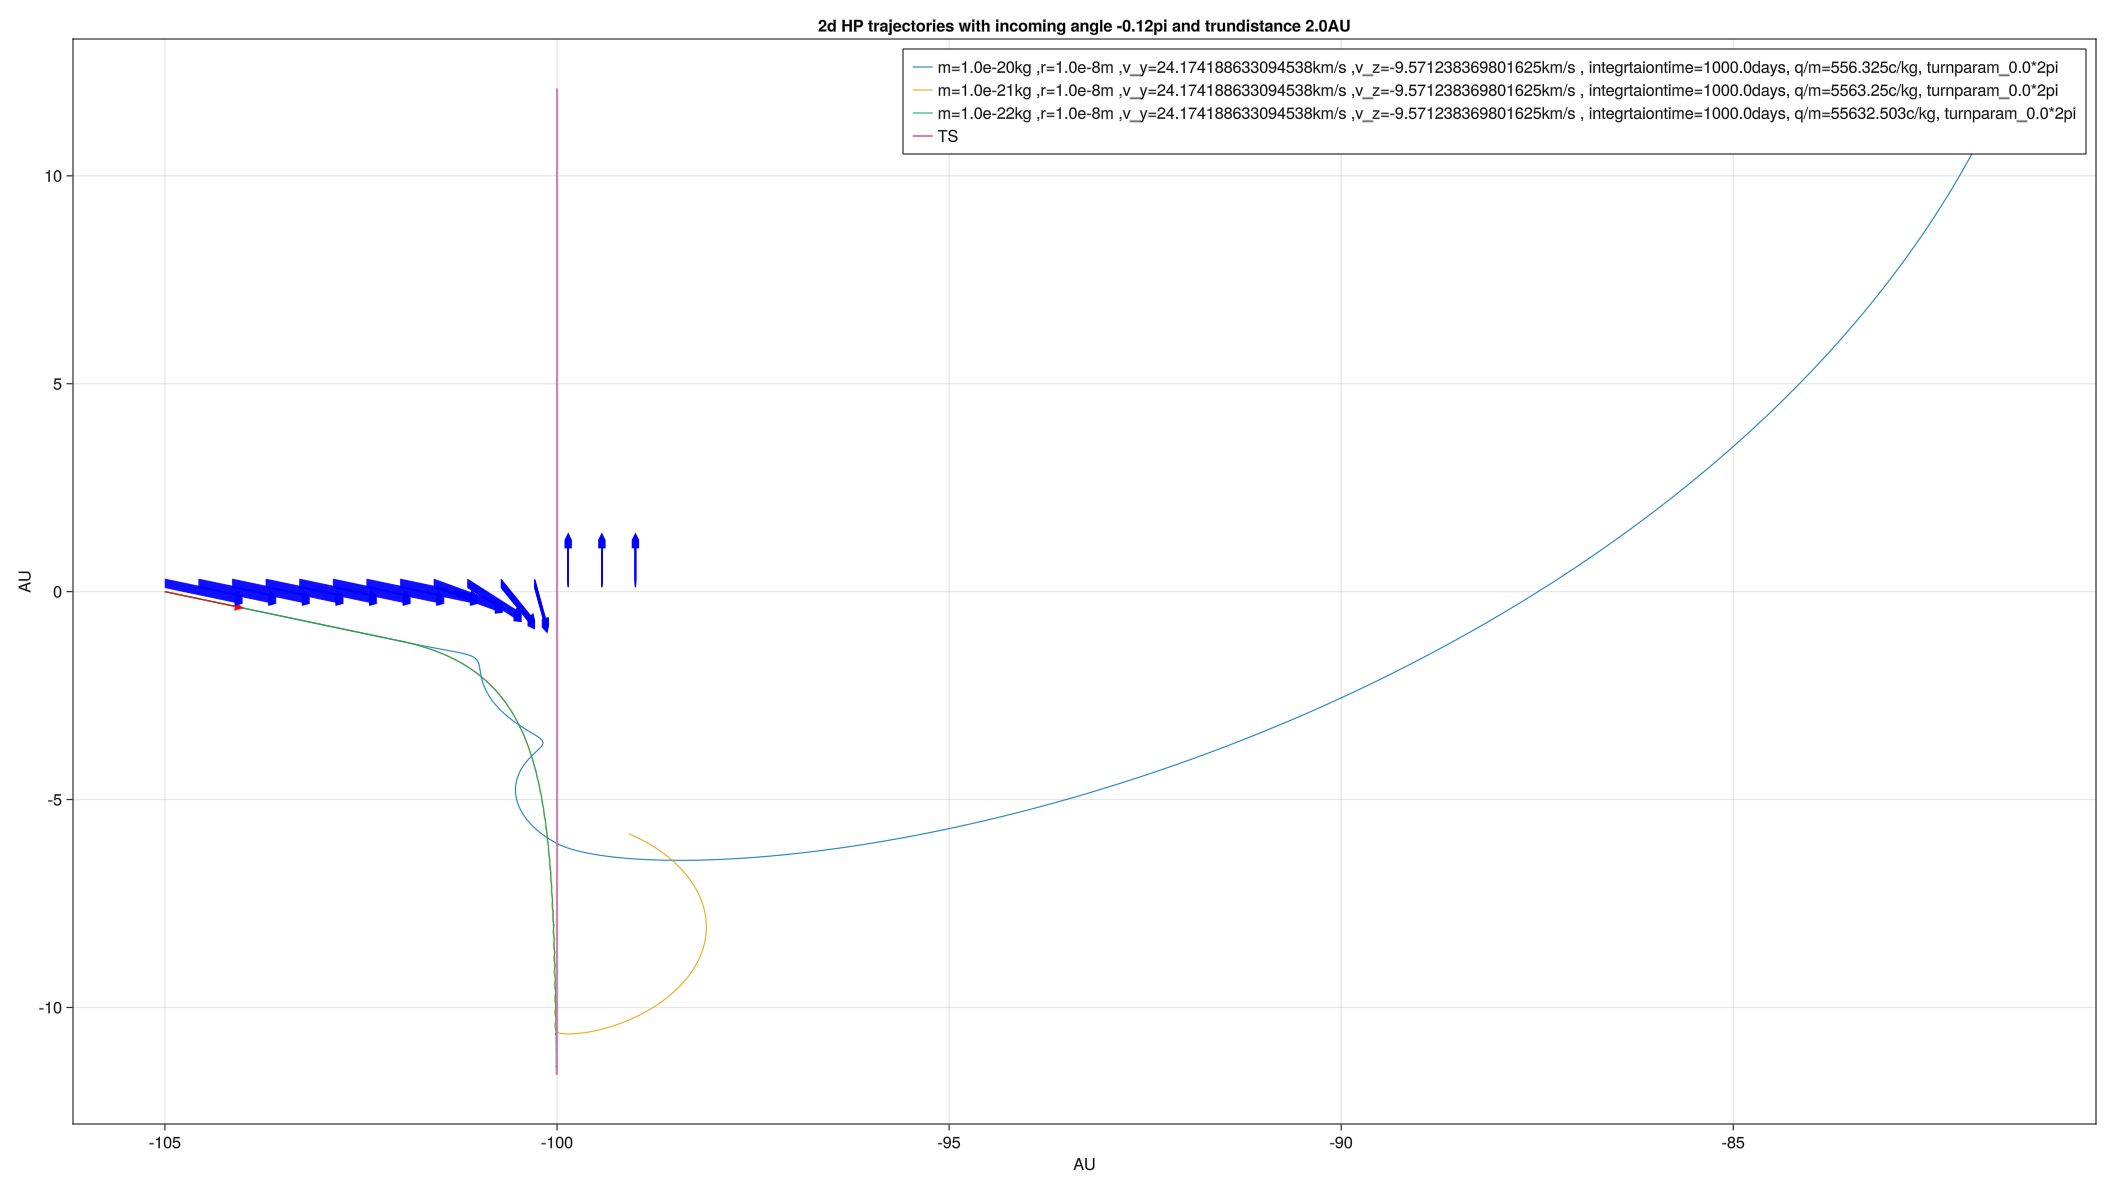 2d HP trajectories with incoming angle -0.12pi and trundistance 2.0AU
m=1.0e-20kg ,r=1.0e-8m ,v_y=24.174188633094538km/s ,v_z=-9.571238369801625km/s , integrtaiontime=1000.0days, q/m=556.325c/kg, turnparam_0.0*2pi
m=1.0e-21kg ,r=1.0e-8m ,v_y=24.174188633094538km/s ,v_z=-9.571238369801625km/s , integrtaiontime=1000.0days, q/m=5563.25c/kg, turnparam_0.0*2pi
m=1.0e-22kg ,r=1.0e-8m ,v_y=24.174188633094538km/s ,v_z=-9.571238369801625km/s , integrtaiontime=1000.0days, q/m=55632.503c/kg, turnparam_0.0*2pi
TS
10
5
0
-5
-10
AU
-105
-100
-95
-90
-85
AU